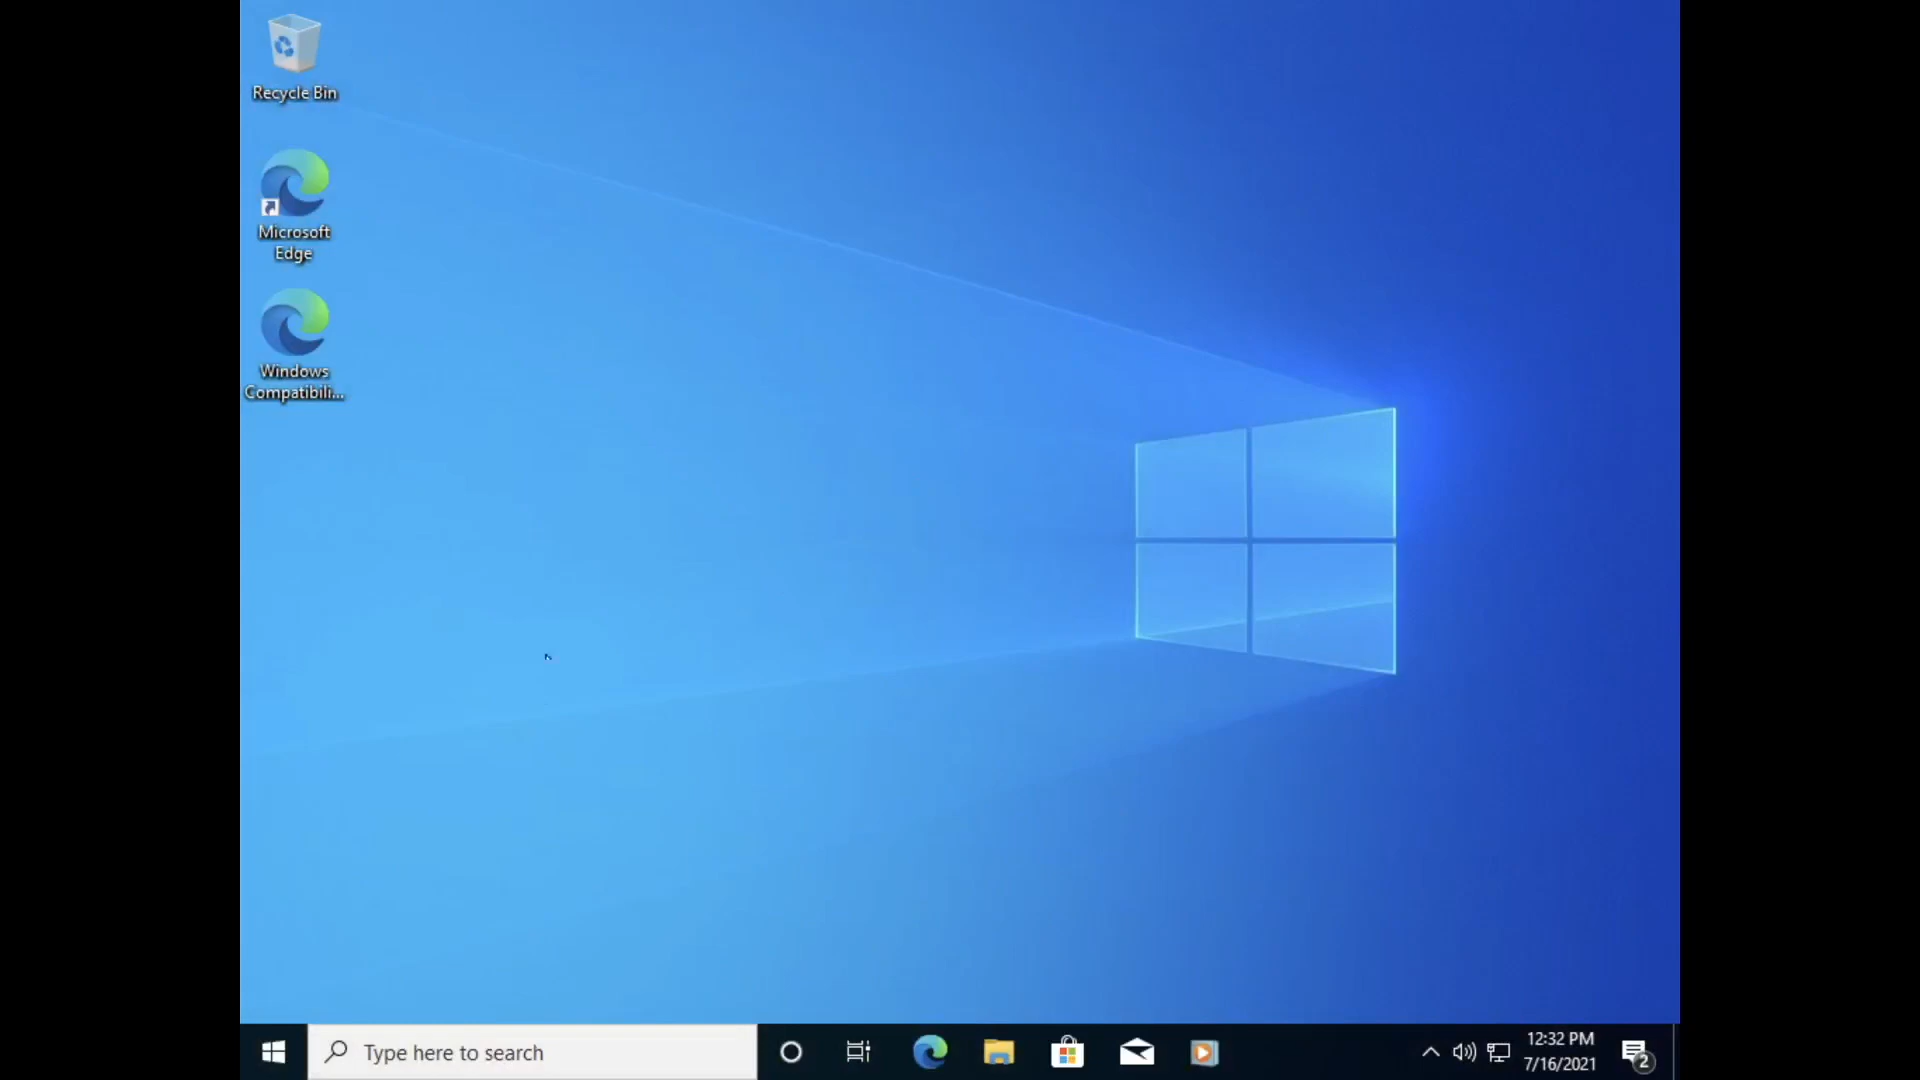 Recycle Bin
Microsoft
Edge
Windows
Compatibili...
Type here to search
12:32 PM
7/16/2021
2